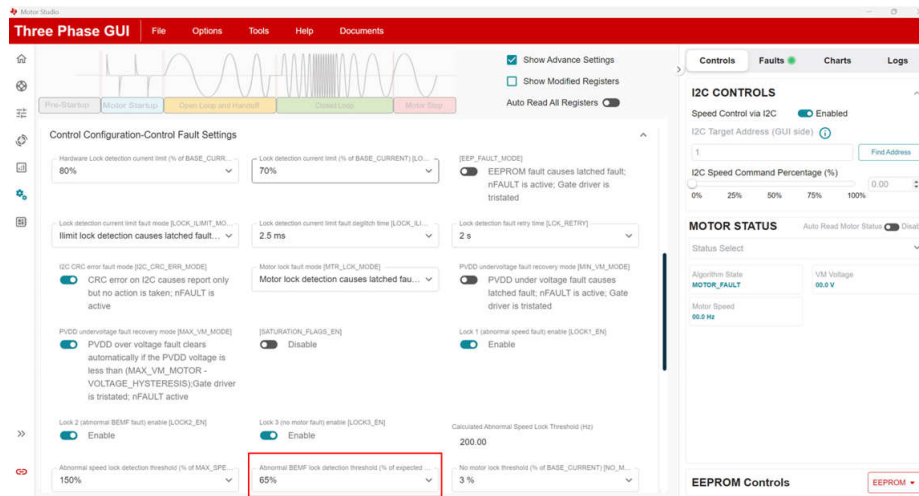 Motor Studio
Three Phase GUI File Options Tools Help Documents
Show Advance Settings
Show Modified Registers
Auto Read All Registers
Pre-Startup Motor Startup Open Loop and Handoff Closed Loop Motor Stop
Control Configuration-Control Fault Settings
Hardware Lock detection current limit (% of BASE_CURR...
80%
Lock detection current limit (% of BASE_CURRENT) [LO...
70%
[EEP_FAULT_MODE]
EEPROM fault causes latched fault;
nFAULT is active; Gate driver is
tristated
Lock detection current limit fault mode [LOCK_ILIMIT_MO...
Ilimit lock detection causes latched fault...
Lock detection current limit fault deglitch time [LOCK_ILI...
2.5 ms
Lock detection fault retry time [LCK_RETRY]
2 s
I2C CRC error fault mode [I2C_CRC_ERR_MODE]
CRC error on I2C causes report only
but no action is taken; nFAULT is
active
Motor lock fault mode [MTR_LCK_MODE]
Motor lock detection causes latched fau...
PVDD undervoltage fault recovery mode [MIN_VM_MODE]
PVDD under voltage fault causes
latched fault; nFAULT is active; Gate
driver is tristated
PVDD undervoltage fault recovery mode [MAX_VM_MODE]
PVDD over voltage fault clears
automatically if the PVDD voltage is
less than (MAX_VM_MOTOR -
VOLTAGE_HYSTERESIS);Gate driver
is tristated; nFAULT active
[SATURATION_FLAGS_EN]
Disable
Lock 1 (abnormal speed fault) enable [LOCK1_EN]
Enable
Lock 2 (abnormal BEMF fault) enable [LOCK2_EN]
Enable
Lock 3 (no motor fault) enable [LOCK3_EN]
Enable
Calculated Abnormal Speed Lock Threshold (Hz)
200.00
Abnormal speed lock detection threshold (% of MAX_SPE...
150%
Abnormal BEMF lock detection threshold (% of expected ...
65%
No motor lock threshold (% of BASE_CURRENT) [NO_M...
3 %
Controls Faults Charts Logs
I2C CONTROLS
Speed Control via I2C Enabled
I2C Target Address (GUI
side)
1
Find Address
I2C Speed Command Percentage (%)
0.00
0% 25% 50% 75% 100%
MOTOR STATUS Auto Read Motor Status Disab
Status Select
Algorithm State
MOTOR_FAULT
VM Voltage
00.0 V
Motor Speed
00.0 Hz
EEPROM Controls EEPROM